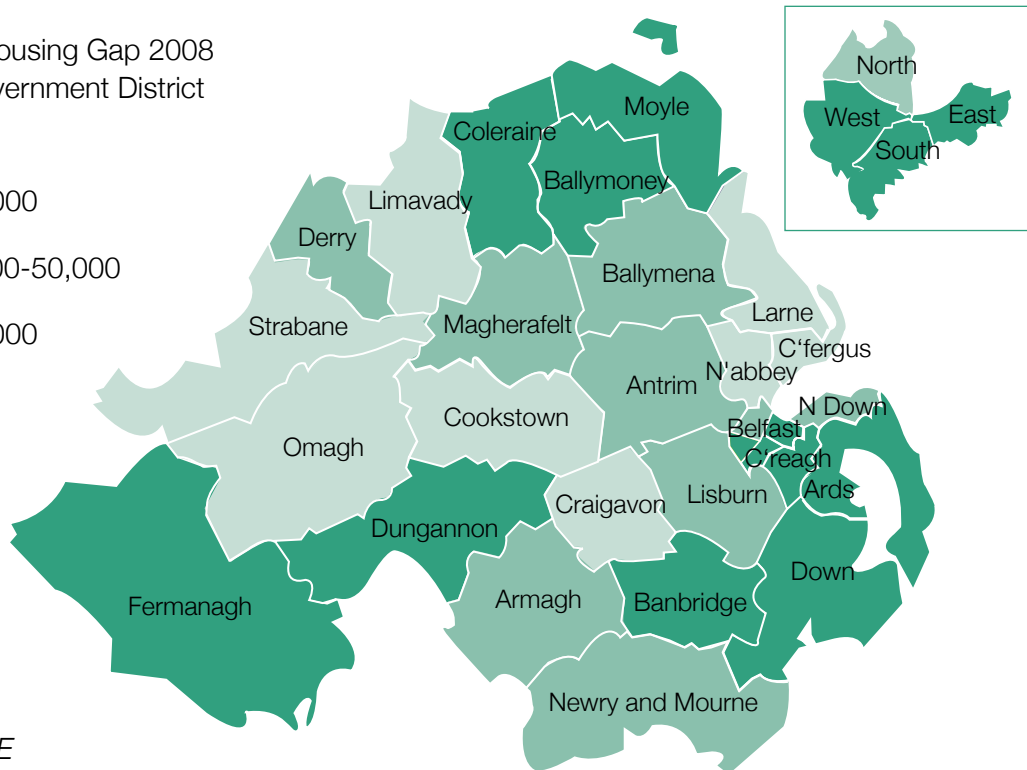 ousing Gap 2008
vernment District
000
00-50,000
000
North
West
East
South
Moyle
Coleraine
Ballymoney
Limavady
Derry
Ballymena
Larne
Strabane
Magherafelt
C'fergus
N'abbey
Antrim
N Down
Cookstown
Belfast
Omagh
C'reagh
Ards
Lisburn
Craigavon
Dungannon
Down
Armagh
Banbridge
Fermanagh
Newry and Mourne
E